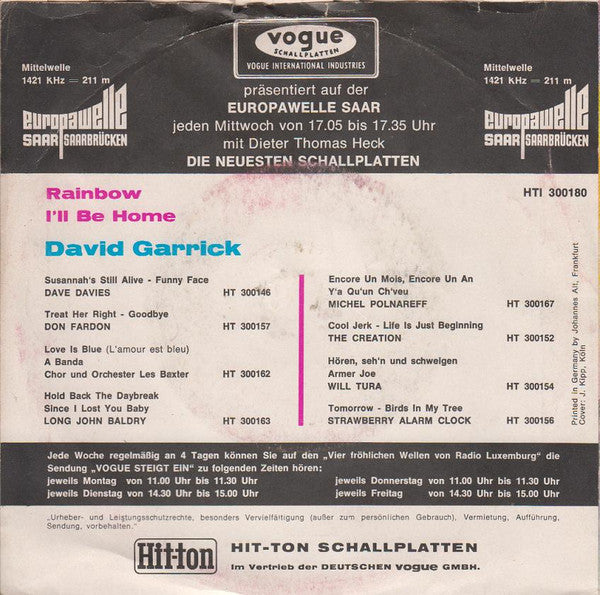 vogue
SCHALLPLATTEN
VOGUE INTERNATIONAL INDUSTRIES
Mittelwelle
1421 KHz = 211 m
europawelle
SAAR SAARBRÜCKEN
präsentiert auf der
EUROPAWELLE SAAR
jeden Mittwoch von 17.05 bis 17.35 Uhr
mit Dieter Thomas Heck
DIE NEUESTEN SCHALLPLATTEN
Mittelwelle
1421 KHz = 211 m
europawelle
SAAR SAARBRÜCKEN
Rainbow
I'll Be Home
HTI 300180
David Garrick
Susannah's Still Alive - Funny Face
DAVE DAVIES HT 300146
Treat Her Right - Goodbye
DON FARDON HT 300157
Love Is Blue (L'amour est bleu)
A Banda
Chor und Orchester Les Baxter HT 300162
Hold Back The Daybreak
Since I Lost You Baby
LONG JOHN BALDRY HT 300163
Encore Un Mois, Encore Un An
Y'a Qu'un Ch'veu
MICHEL POLNAREFF HT 300167
Cool Jerk - Life Is Just Beginning
THE CREATION HT 300152
Hören, seh'n und schweigen
Armer Joe
WILL TURA HT 300154
Tomorrow - Birds In My Tree
STRAWBERRY ALARM CLOCK HT 300156
Printed in Germany by Johannes Alt, Frankfurt
Cover: J. Kipp, Köln
Jede Woche regelmäßig an 4 Tagen können Sie auf den „Vier fröhlichen Wellen von Radio Luxemburg" die
Sendung „VOGUE STEIGT EIN" zu folgenden Zeiten hören:
jeweils Montag von 11.00 Uhr bis 11.30 Uhr
jeweils Donnerstag von 11.00 Uhr bis 11.30 Uhr
jeweils Dienstag von 14.30 Uhr bis 15.00 Uhr
jeweils Freitag von 14.30 Uhr bis 15.00 Uhr
„Urheber- und Leistungsschutzrechte, besonders Vervielfältigung (außer zum persönlichen Gebrauch), Vermietung, Aufführung,
Sendung, vorbehalten."
Hit-ton
HIT-TON SCHALLPLATTEN
Im Vertrieb der DEUTSCHEN vogue GMBH.